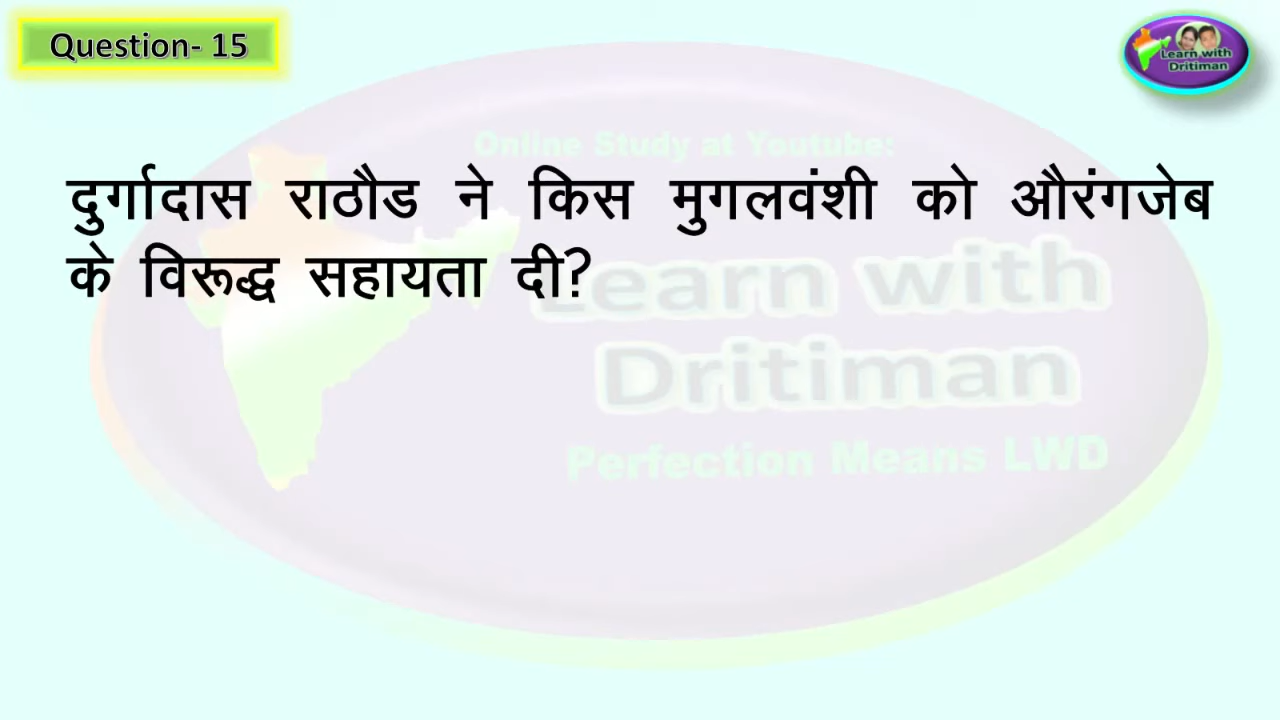 Question- 15
Learn with
Dritiman
Online Study at Youtube:
दुर्गादास राठौड ने किस मुगलवंशी को औरंगजेब
के विरूद्ध सहायता दी?
Learn with
Dritiman
Perfection Means LWD